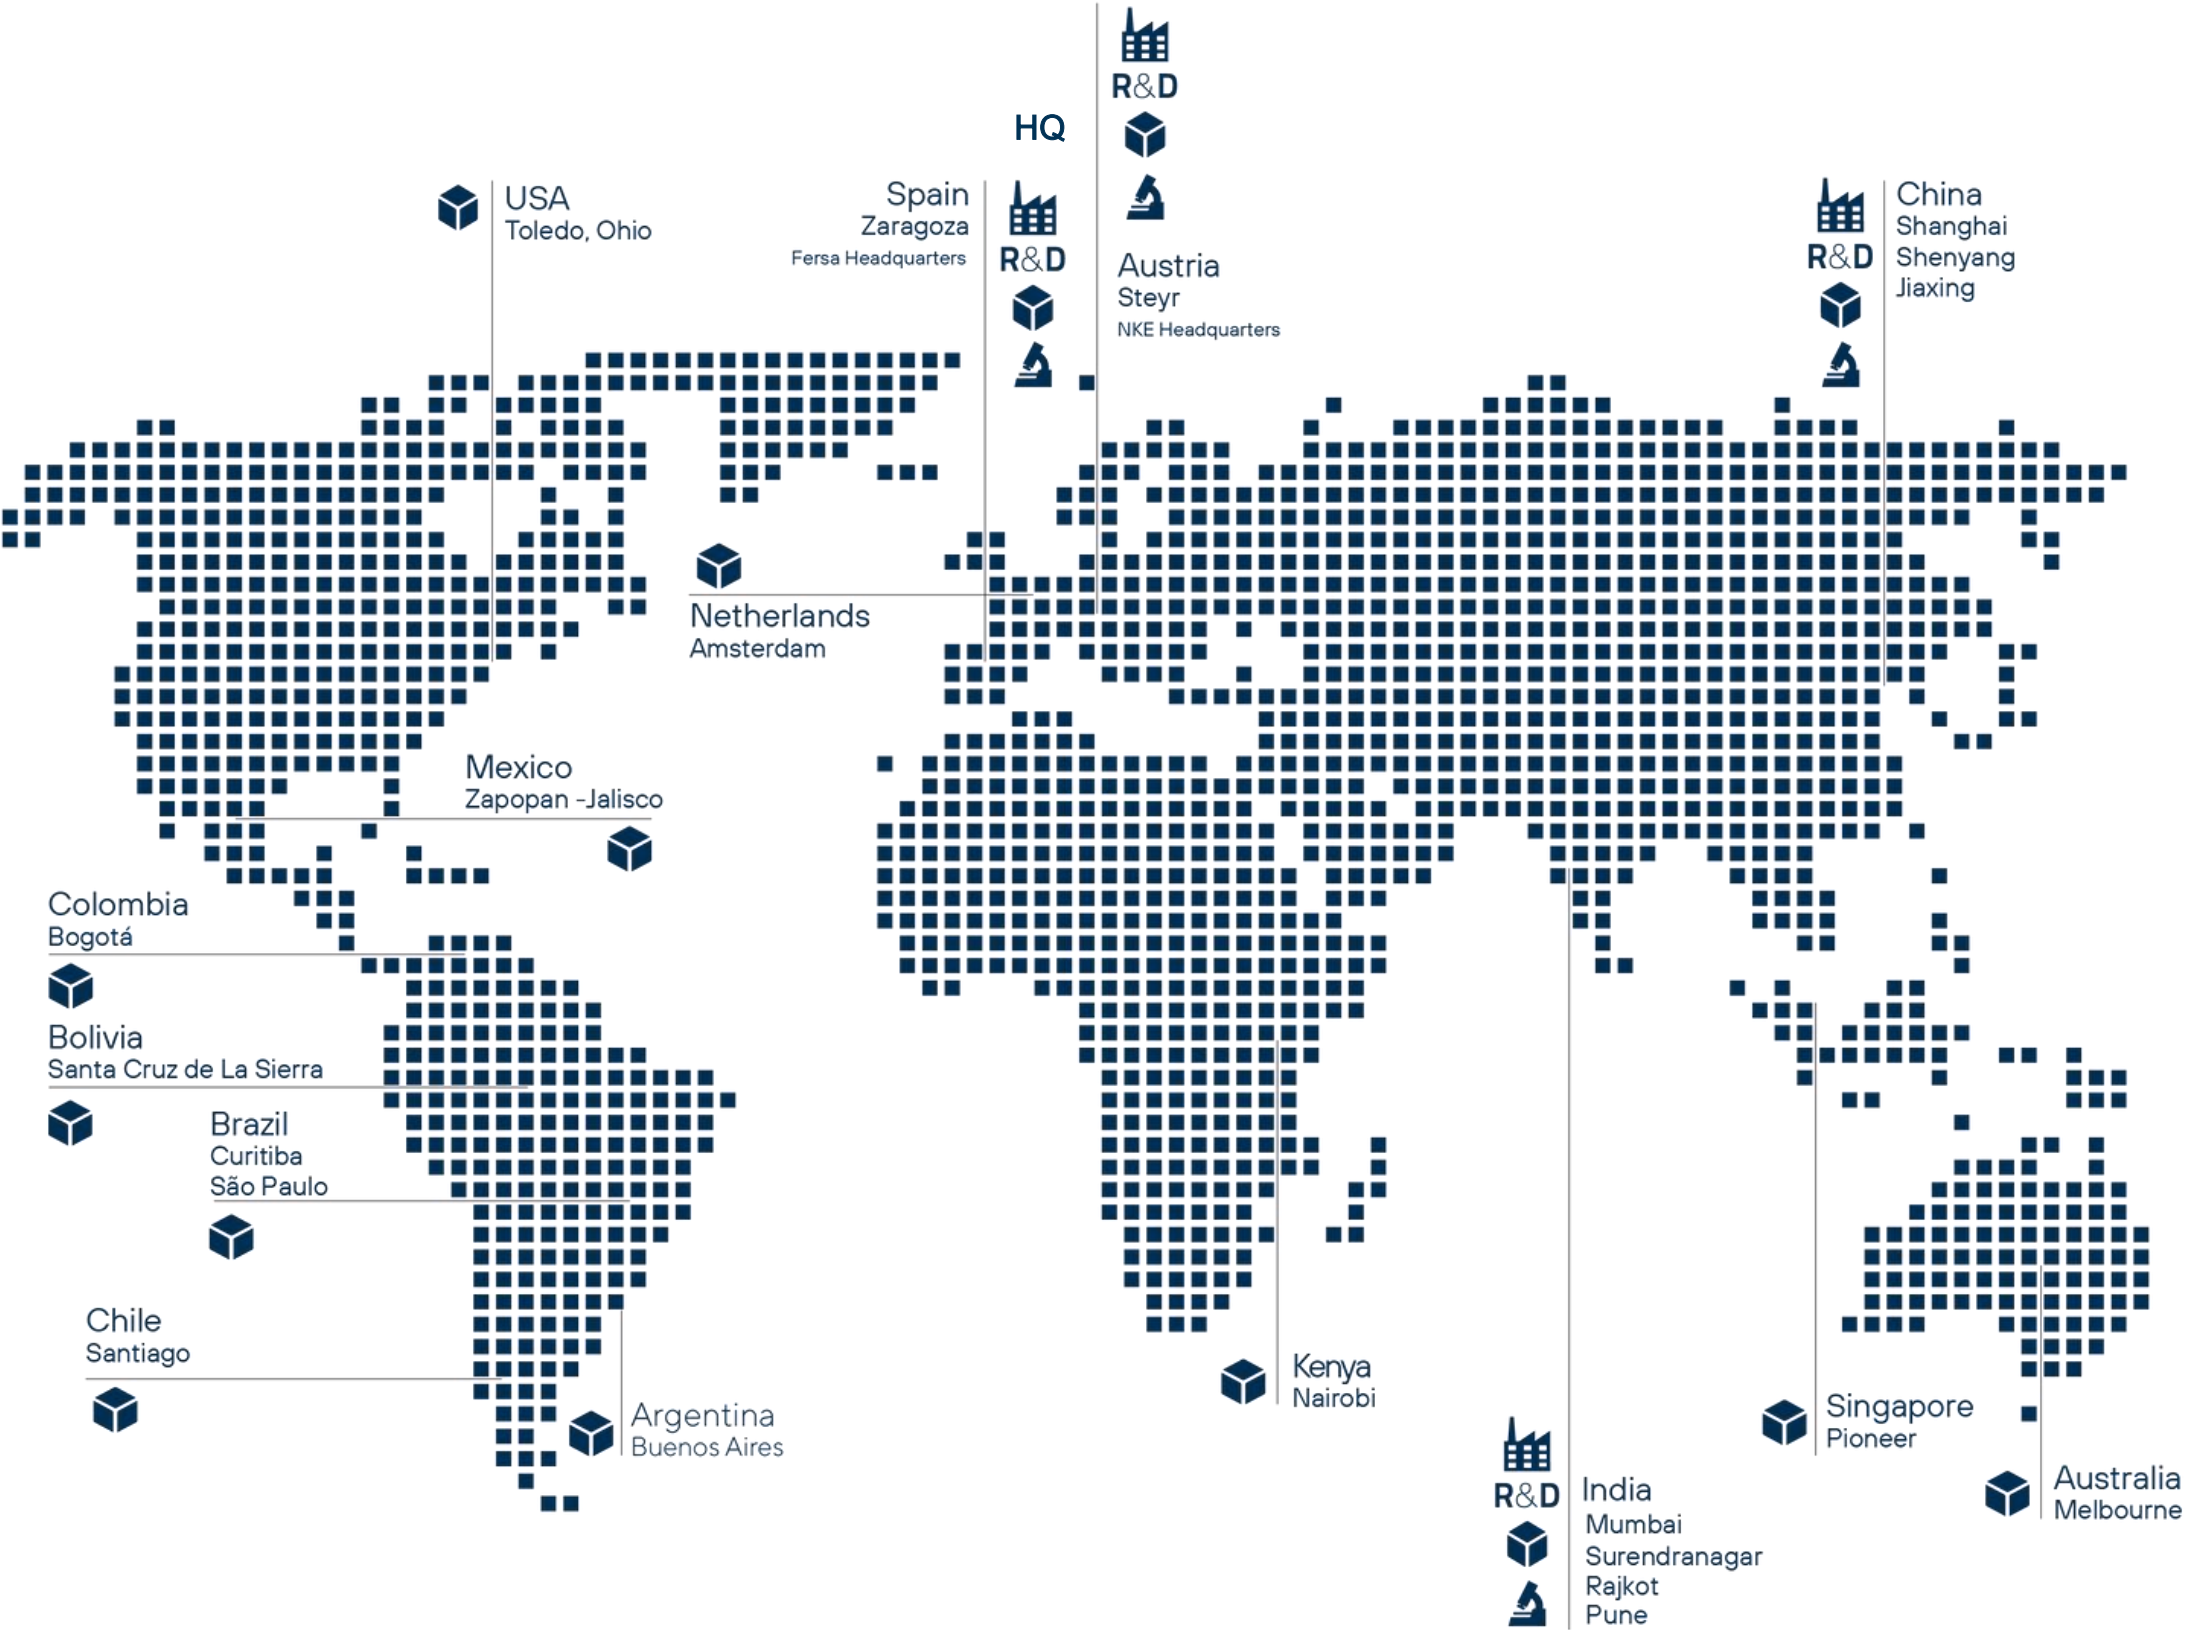 R&D
HQ
USA
Toledo, Ohio
Spain
Zaragoza
Fersa Headquarters
R&D
Austria
Steyr
NKE Headquarters
R&D
China
Shanghai
Shenyang
Jiaxing
Netherlands
Amsterdam
Mexico
Zapopan -Jalisco
Colombia
Bogotá
Bolivia
Santa Cruz de La Sierra
Brazil
Curitiba
São Paulo
Chile
Santiago
Argentina
Buenos Aires
Kenya
Nairobi
R&D
India
Mumbai
Surendranagar
Rajkot
Pune
Singapore
Pioneer
Australia
Melbourne